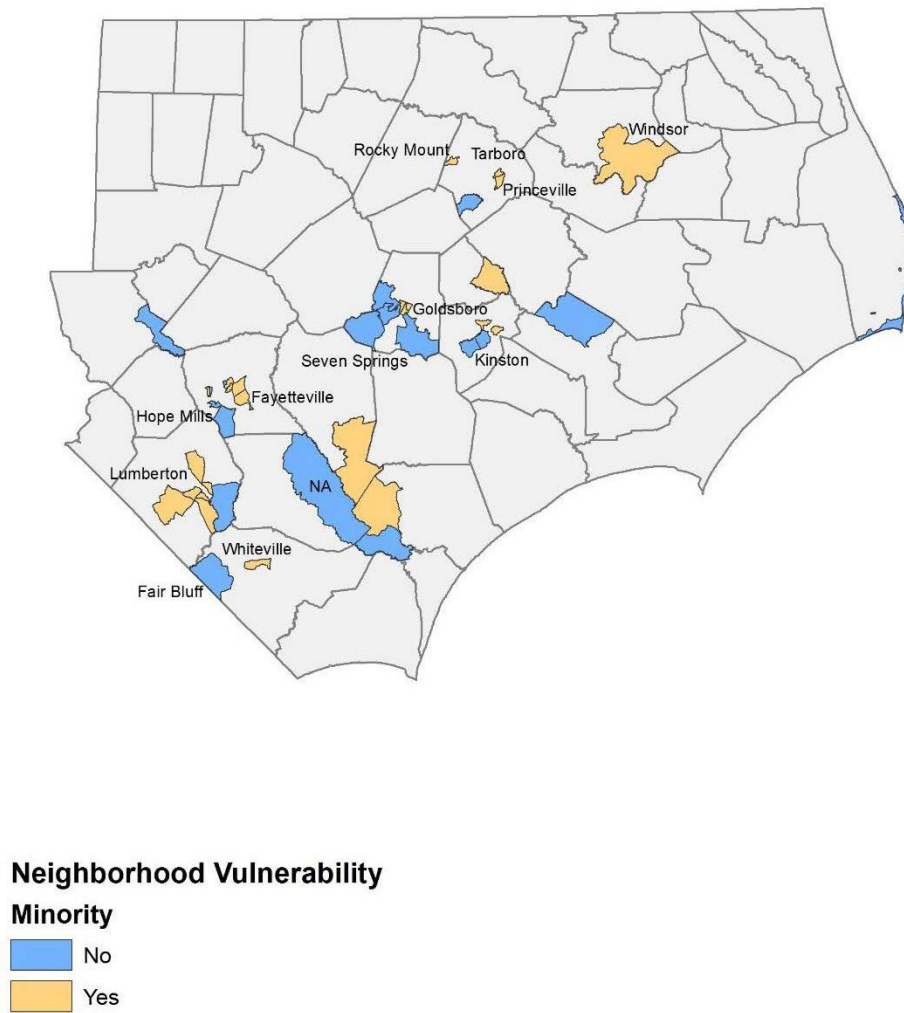 Windsor
Rocky Mount
Tarboro
Princeville
Goldsboro
Seven Springs
Kinston
Fayetteville
Hope Mills
Lumberton
NA
Whiteville
Fair Bluff
Neighborhood Vulnerability
Minority
No
Yes